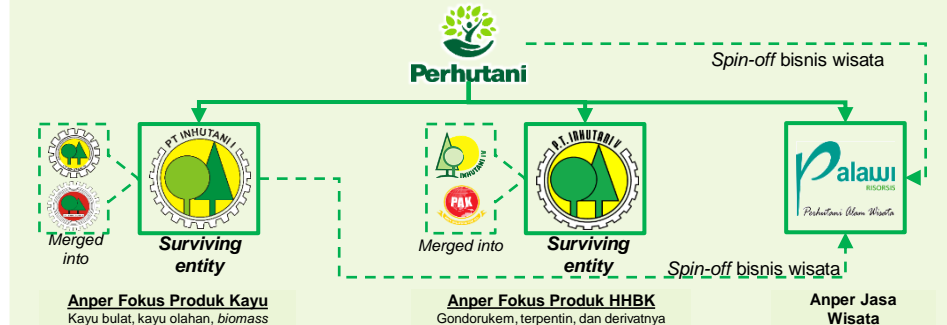 Perhutani
Spin-off bisnis wisata
PT INHUTANI I
INHUTANI IV
PAK
P.T. INHUTANI V
Palawi
RISORSIS
Perhutani Alam Wisata
Merged
into
Surviving
entity
Merged into
Surviving
entity
Spin-off bisnis wisata
Anper Fokus Produk Kayu
Kayu bulat, kayu olahan, biomass
Anper Fokus Produk HHBK
Gondorukem, terpentin, dan derivatnya
Anper Jasa
Wisata